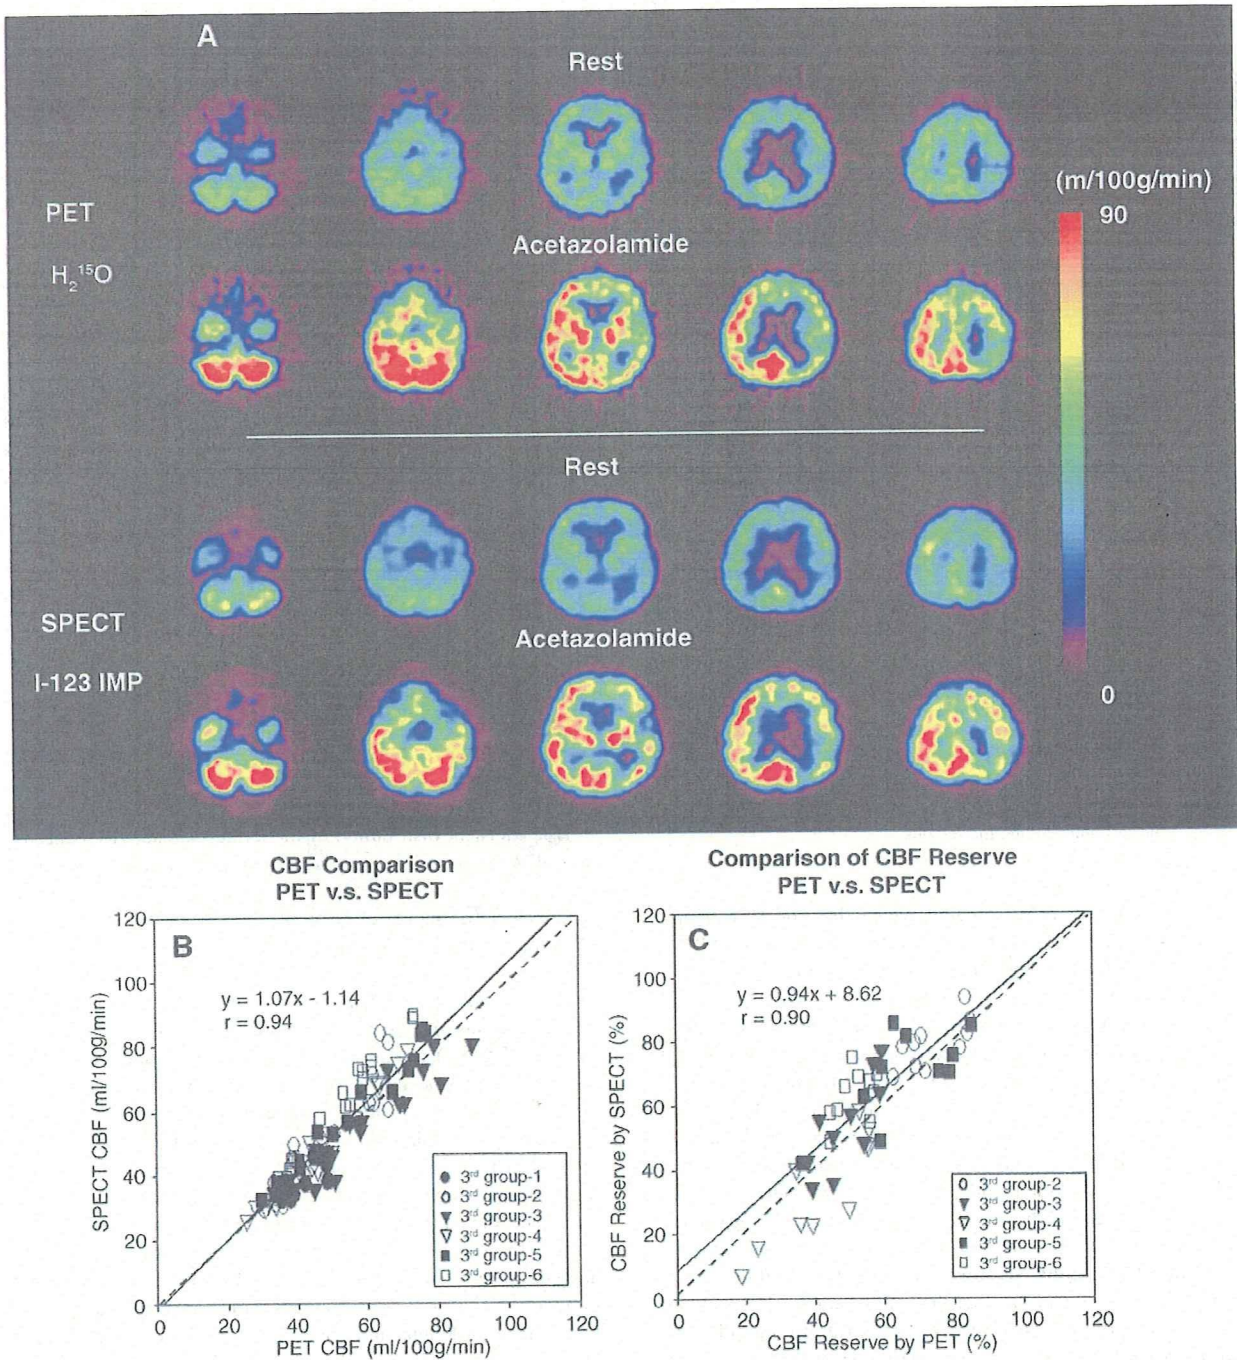 A
Rest
(m/100g/min)
90
PET
Acetazolamide
H₂¹⁵O
Rest
SPECT
Acetazolamide
I-123 IMP
0
CBF Comparison
PET v.s. SPECT
B
y = 1.07x - 1.14
r = 0.94
120
100
80
60
40
20
0
SPECT CBF (ml/100g/min)
3rd group-1
3rd group-2
3rd group-3
3rd group-4
3rd group-5
3rd group-6
0 20 40 60 80 100 120
PET CBF (ml/100g/min)
Comparison of CBF Reserve
PET v.s. SPECT
C
y = 0.94x + 8.62
r = 0.90
120
100
80
60
40
20
0
CBF Reserve by SPECT (%)
3rd group-2
3rd group-3
3rd group-4
3rd group-5
3rd group-6
0 20 40 60 80 100 120
CBF Reserve by PET (%)